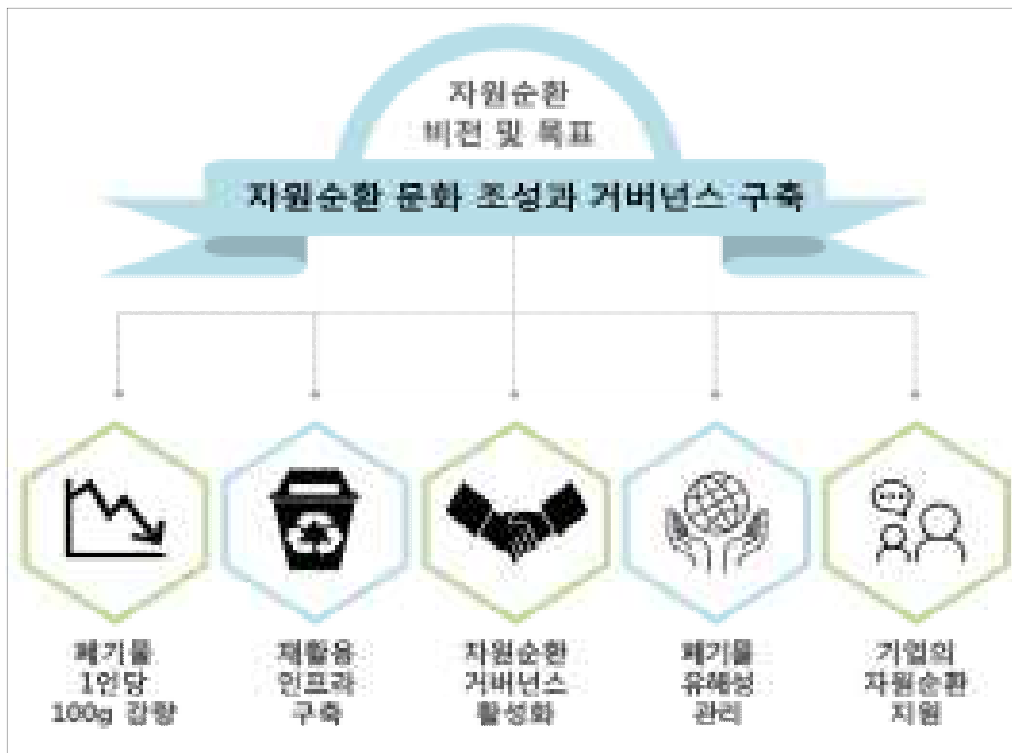 자원순환
비전 및 목표
자원순환 문화 조성과 거버넌스 구축
폐기물
1인당
100g 감량
재활용
인프라
구축
자원순환
거버넌스
활성화
폐기물
유해성
관리
기업의
자원순환
지원